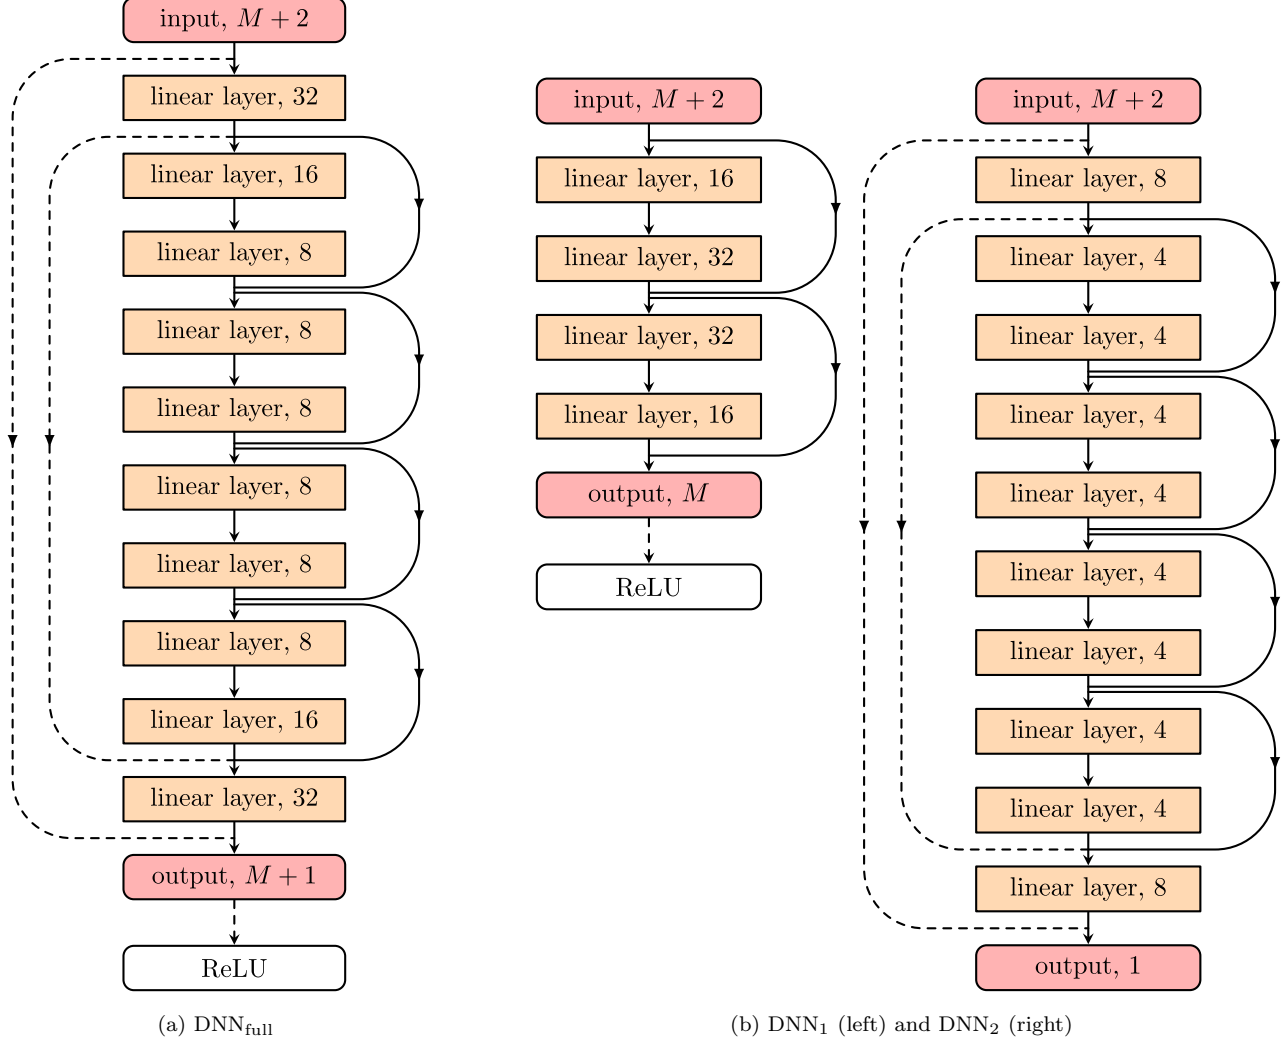 input, M + 2
linear layer, 32
linear layer, 16
linear layer, 8
linear layer, 8
linear layer, 8
linear layer, 8
linear layer, 8
linear layer, 8
linear layer, 16
linear layer, 32
output, M + 1
ReLU
(a) DNNfull
input, M + 2
linear layer, 16
linear layer, 32
linear layer, 32
linear layer, 16
output, M
ReLU
input, M + 2
linear layer, 8
linear layer, 4
linear layer, 4
linear layer, 4
linear layer, 4
linear layer, 4
linear layer, 4
linear layer, 4
linear layer, 4
linear layer, 8
output, 1
(b) DNN1 (left) and DNN2 (right)